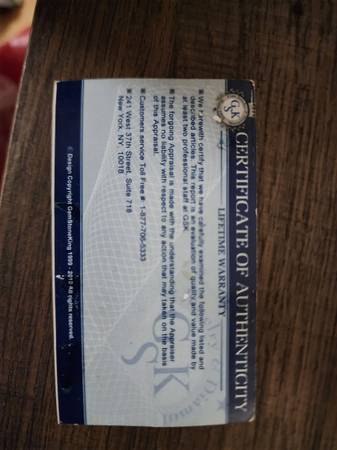 CERTIFICATE OF AUTHENTICITY
LIFETIME WARRANTY
GSK
We herewith certify that we have carefully examined the following listed and
described articles. This report is an evaluation of quality and value made by
at least two professional staff at GSK.
The forgoing Appraisal is made with the understanding that the Appraiser
assumes no liability with respect to any action that may taken on the basis
of this Appraisal.
Customers service Toll Free #: 1-877-706-5333
241 West 37th Street, Suite 718
New York, NY. 10018
GSK
© Design Copyright GemStoneKing 1999 - 2012 All rights reserved.